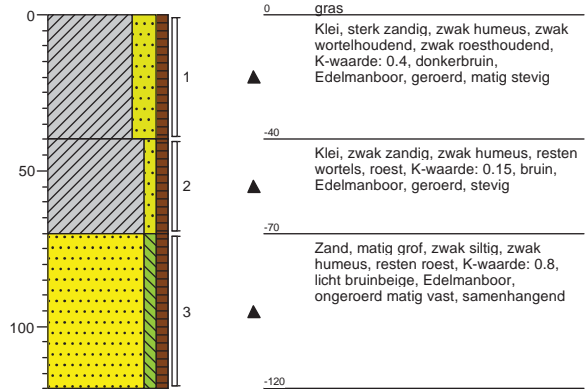 0
0
gras
Klei, sterk zandig, zwak humeus, zwak
wortelhoudend, zwak roesthoudend,
K-waarde: 0.4, donkerbruin,
Edelmanboor, geroerd, matig stevig
1
-40
Klei, zwak zandig, zwak humeus, resten
wortels, roest, K-waarde: 0.15, bruin,
Edelmanboor, geroerd, stevig
50
2
-70
Zand, matig grof, zwak siltig, zwak
humeus, resten roest, K-waarde: 0.8,
licht bruinbeige, Edelmanboor,
ongeroerd matig vast, samenhangend
3
100
-120